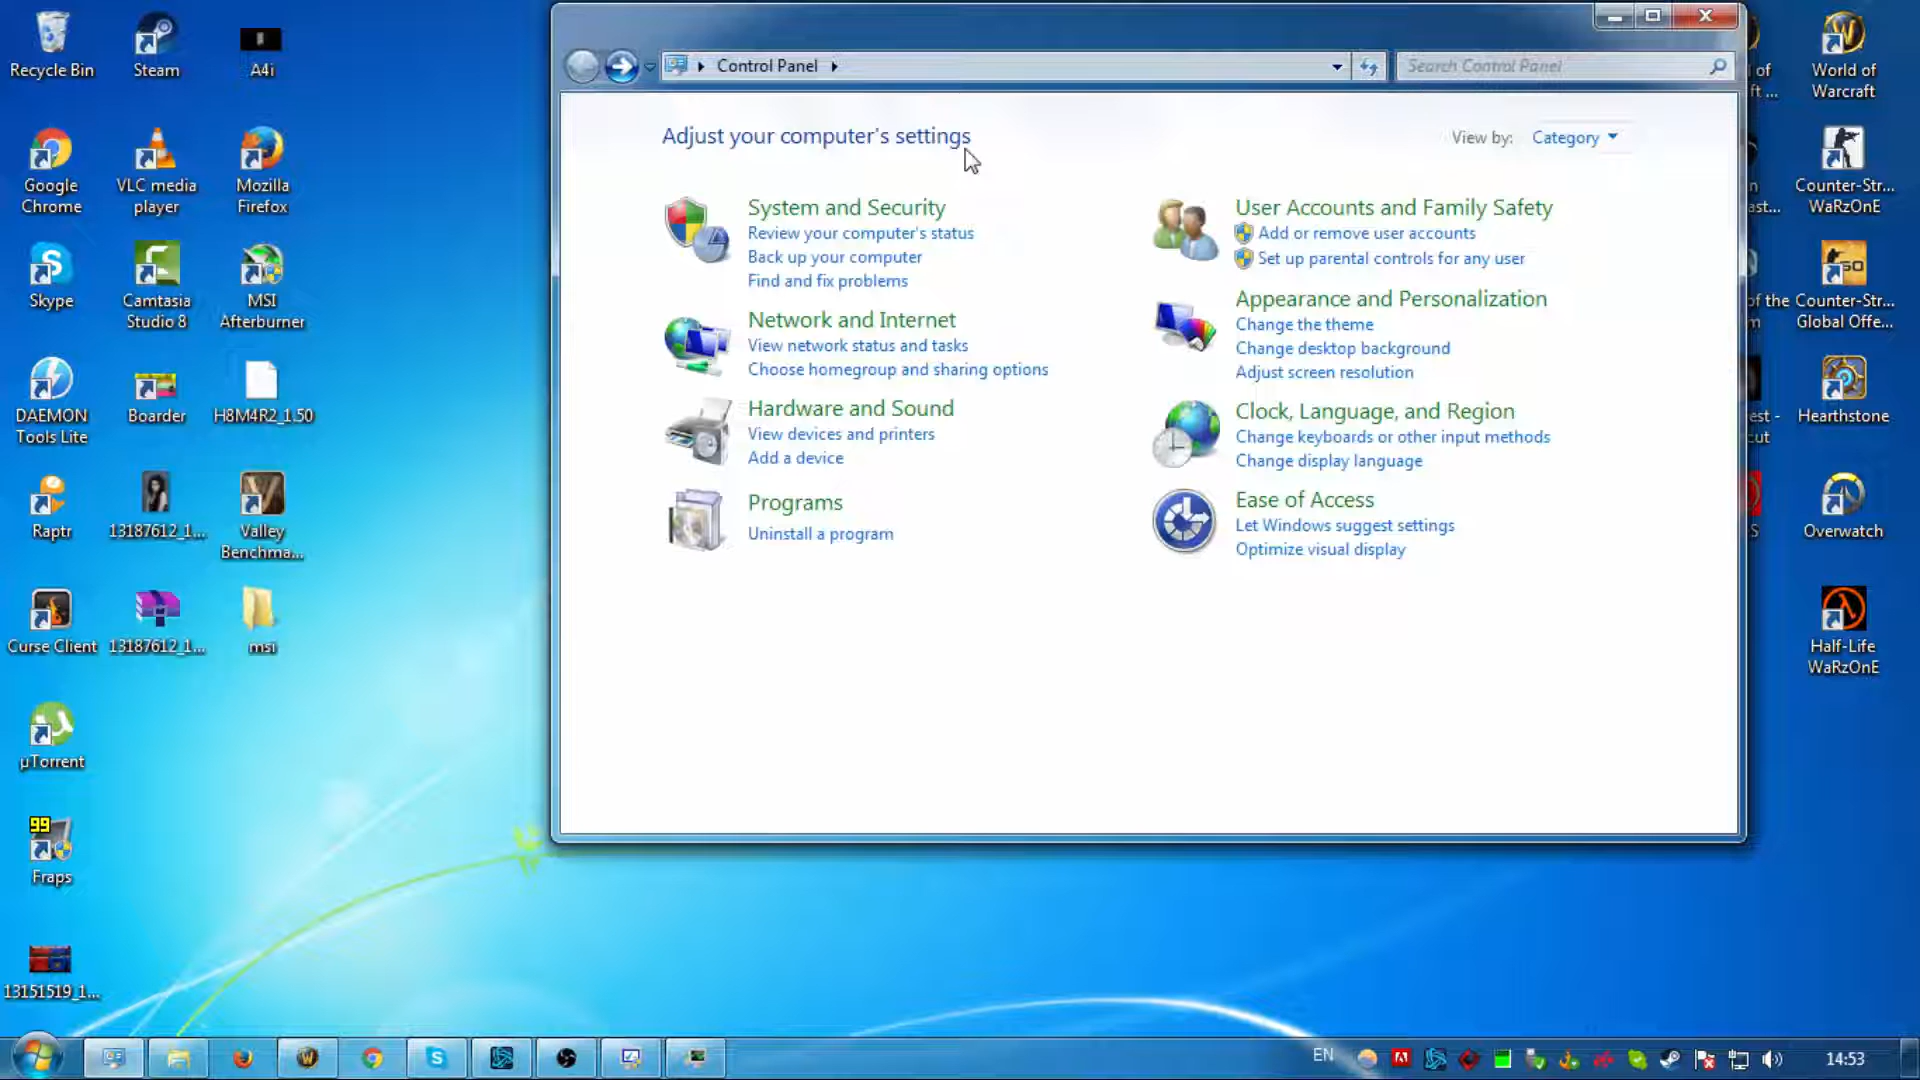 Recycle Bin
Steam
A4i
Google
Chrome
VLC media
player
Mozilla
Firefox
Skype
Camtasia
Studio 8
MSI
Afterburner
DAEMON
Tools Lite
Boarder
H8M4R2_1.50
Raptr
13187612_1...
Valley
Benchma...
Curse Client
13187612_1...
msi
µTorrent
99
Fraps
13151519_1...
Control Panel
Search Control Panel
Adjust your computer's settings
View by: Category
System and Security
Review your computer's status
Back up your computer
Find and fix problems
Network and Internet
View network status and tasks
Choose homegroup and sharing options
Hardware and Sound
View devices and printers
Add a device
Programs
Uninstall a program
User Accounts and Family Safety
Add or remove user accounts
Set up parental controls for any user
Appearance and Personalization
Change the theme
Change desktop background
Adjust screen resolution
Clock, Language, and Region
Change keyboards or other input methods
Change display language
Ease of Access
Let Windows suggest settings
Optimize visual display
World of
Warcraft
Counter-Str...
WaRzOnE
of the
Counter-Str...
Global Offe...
Hearthstone
Overwatch
Half-Life
WaRzOnE
EN
14:53